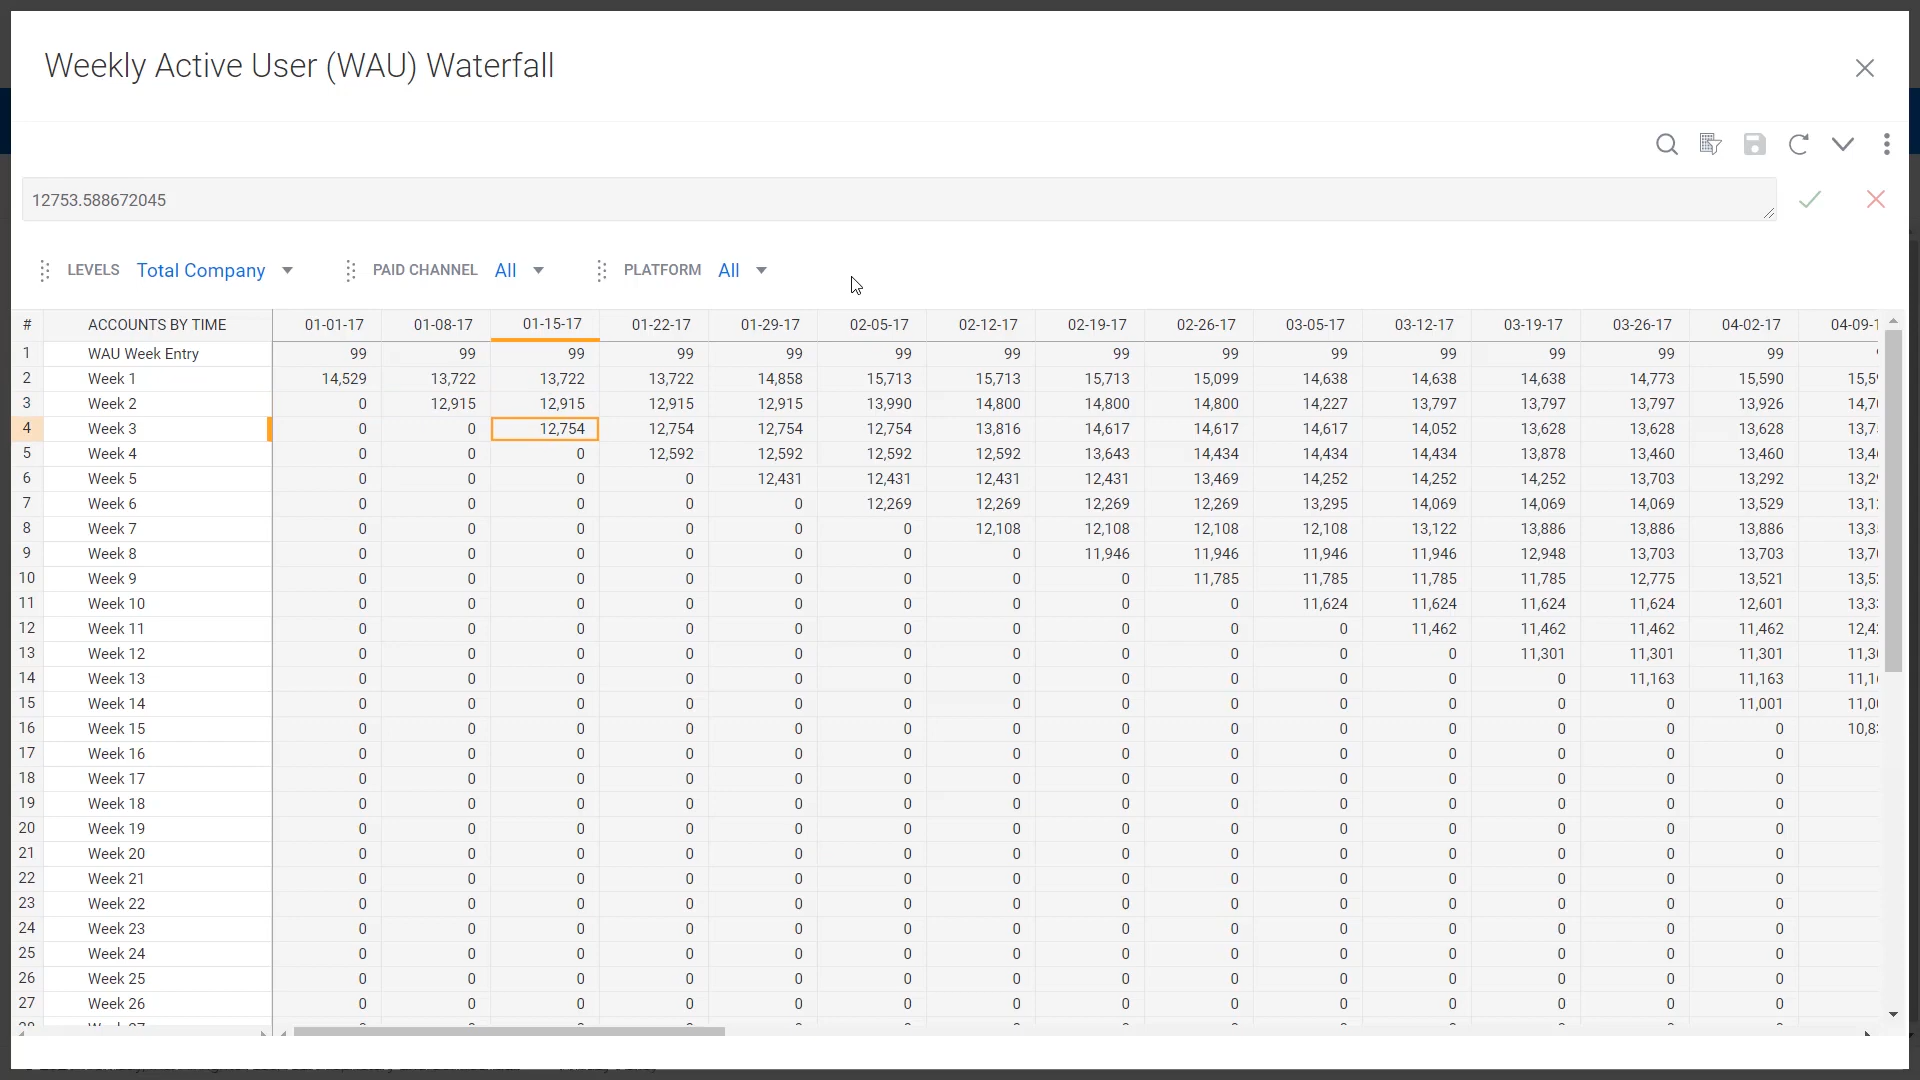 Weekly Active User (WAU) Waterfall
12753.588672045
LEVELS Total Company PAID CHANNEL All PLATFORM All
# ACCOUNTS BY TIME 01-01-17 01-08-17 01-15-17 01-22-17 01-29-17 02-05-17 02-12-17 02-19-17 02-26-17 03-05-17 03-12-17 03-19-17 03-26-17 04-02-17 04-09-1
1 WAU Week Entry 99 99 99 99 99 99 99 99 99 99 99 99 99 99
2 Week 1 14,529 13,722 13,722 13,722 14,858 15,713 15,713 15,713 15,099 14,638 14,638 14,638 14,773 15,590 15,5
3 Week 2 0 12,915 12,915 12,915 12,915 13,990 14,800 14,800 14,800 14,227 13,797 13,797 13,797 13,926 14,7
4 Week 3 0 0 12,754 12,754 12,754 12,754 13,816 14,617 14,617 14,617 14,052 13,628 13,628 13,628 13,7
5 Week 4 0 0 0 12,592 12,592 12,592 13,643 14,434 14,434 14,434 13,878 13,460 13,460 13,4
6 Week 5 0 0 0 0 12,431 12,431 12,431 12,431 13,469 14,252 14,252 14,252 13,703 13,292 13,2
7 Week 6 0 0 0 0 0 12,269 12,269 12,269 12,269 13,295 14,069 14,069 14,069 13,529 13,1
8 Week 7 0 0 0 0 0 0 12,108 12,108 12,108 12,108 13,122 13,886 13,886 13,886 13,3
9 Week 8 0 0 0 0 0 0 0 11,946 11,946 11,946 11,946 12,948 13,703 13,703 13,7
10 Week 9 0 0 0 0 0 0 0 0 11,785 11,785 11,785 11,785 12,775 13,521 13,5
11 Week 10 0 0 0 0 0 0 0 0 0 11,624 11,624 11,624 11,624 12,601 13,3
12 Week 11 0 0 0 0 0 0 0 0 0 0 11,462 11,462 11,462 11,462 12,4
13 Week 12 0 0 0 0 0 0 0 0 0 0 0 11,301 11,301 11,301 11,3
14 Week 13 0 0 0 0 0 0 0 0 0 0 0 0 11,163 11,163 11,1
15 Week 14 0 0 0 0 0 0 0 0 0 0 0 0 0 11,001 11,0
16 Week 15 0 0 0 0 0 0 0 0 0 0 0 0 0 0 10,8
17 Week 16 0 0 0 0 0 0 0 0 0 0 0 0 0 0
18 Week 17 0 0 0 0 0 0 0 0 0 0 0 0 0 0
19 Week 18 0 0 0 0 0 0 0 0 0 0 0 0 0 0
20 Week 19 0 0 0 0 0 0 0 0 0 0 0 0 0 0
21 Week 20 0 0 0 0 0 0 0 0 0 0 0 0 0 0
22 Week 21 0 0 0 0 0 0 0 0 0 0 0 0 0 0
23 Week 22 0 0 0 0 0 0 0 0 0 0 0 0 0 0
24 Week 23 0 0 0 0 0 0 0 0 0 0 0 0 0 0
25 Week 24 0 0 0 0 0 0 0 0 0 0 0 0 0 0
26 Week 25 0 0 0 0 0 0 0 0 0 0 0 0 0 0
27 Week 26 0 0 0 0 0 0 0 0 0 0 0 0 0 0